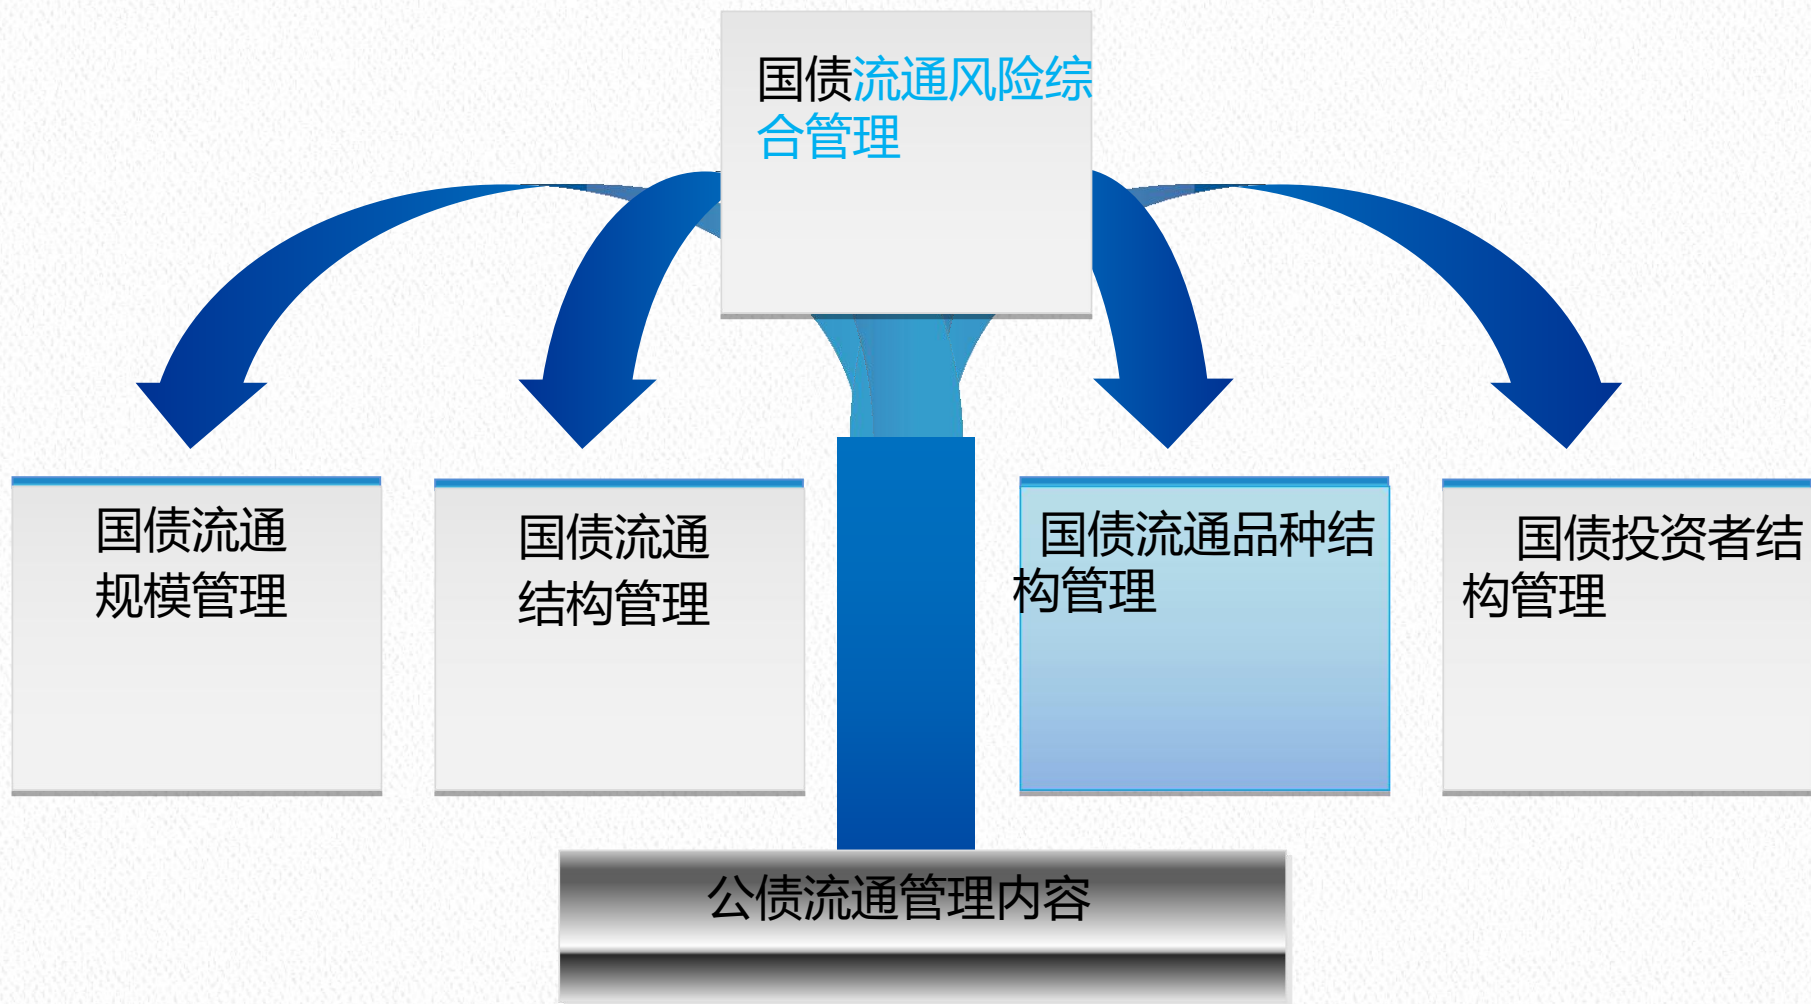 国债流通风险综
合管理
国债流通
规模管理
国债流通
结构管理
国债流通品种结
构管理
国债投资者结
构管理
公债流通管理内容